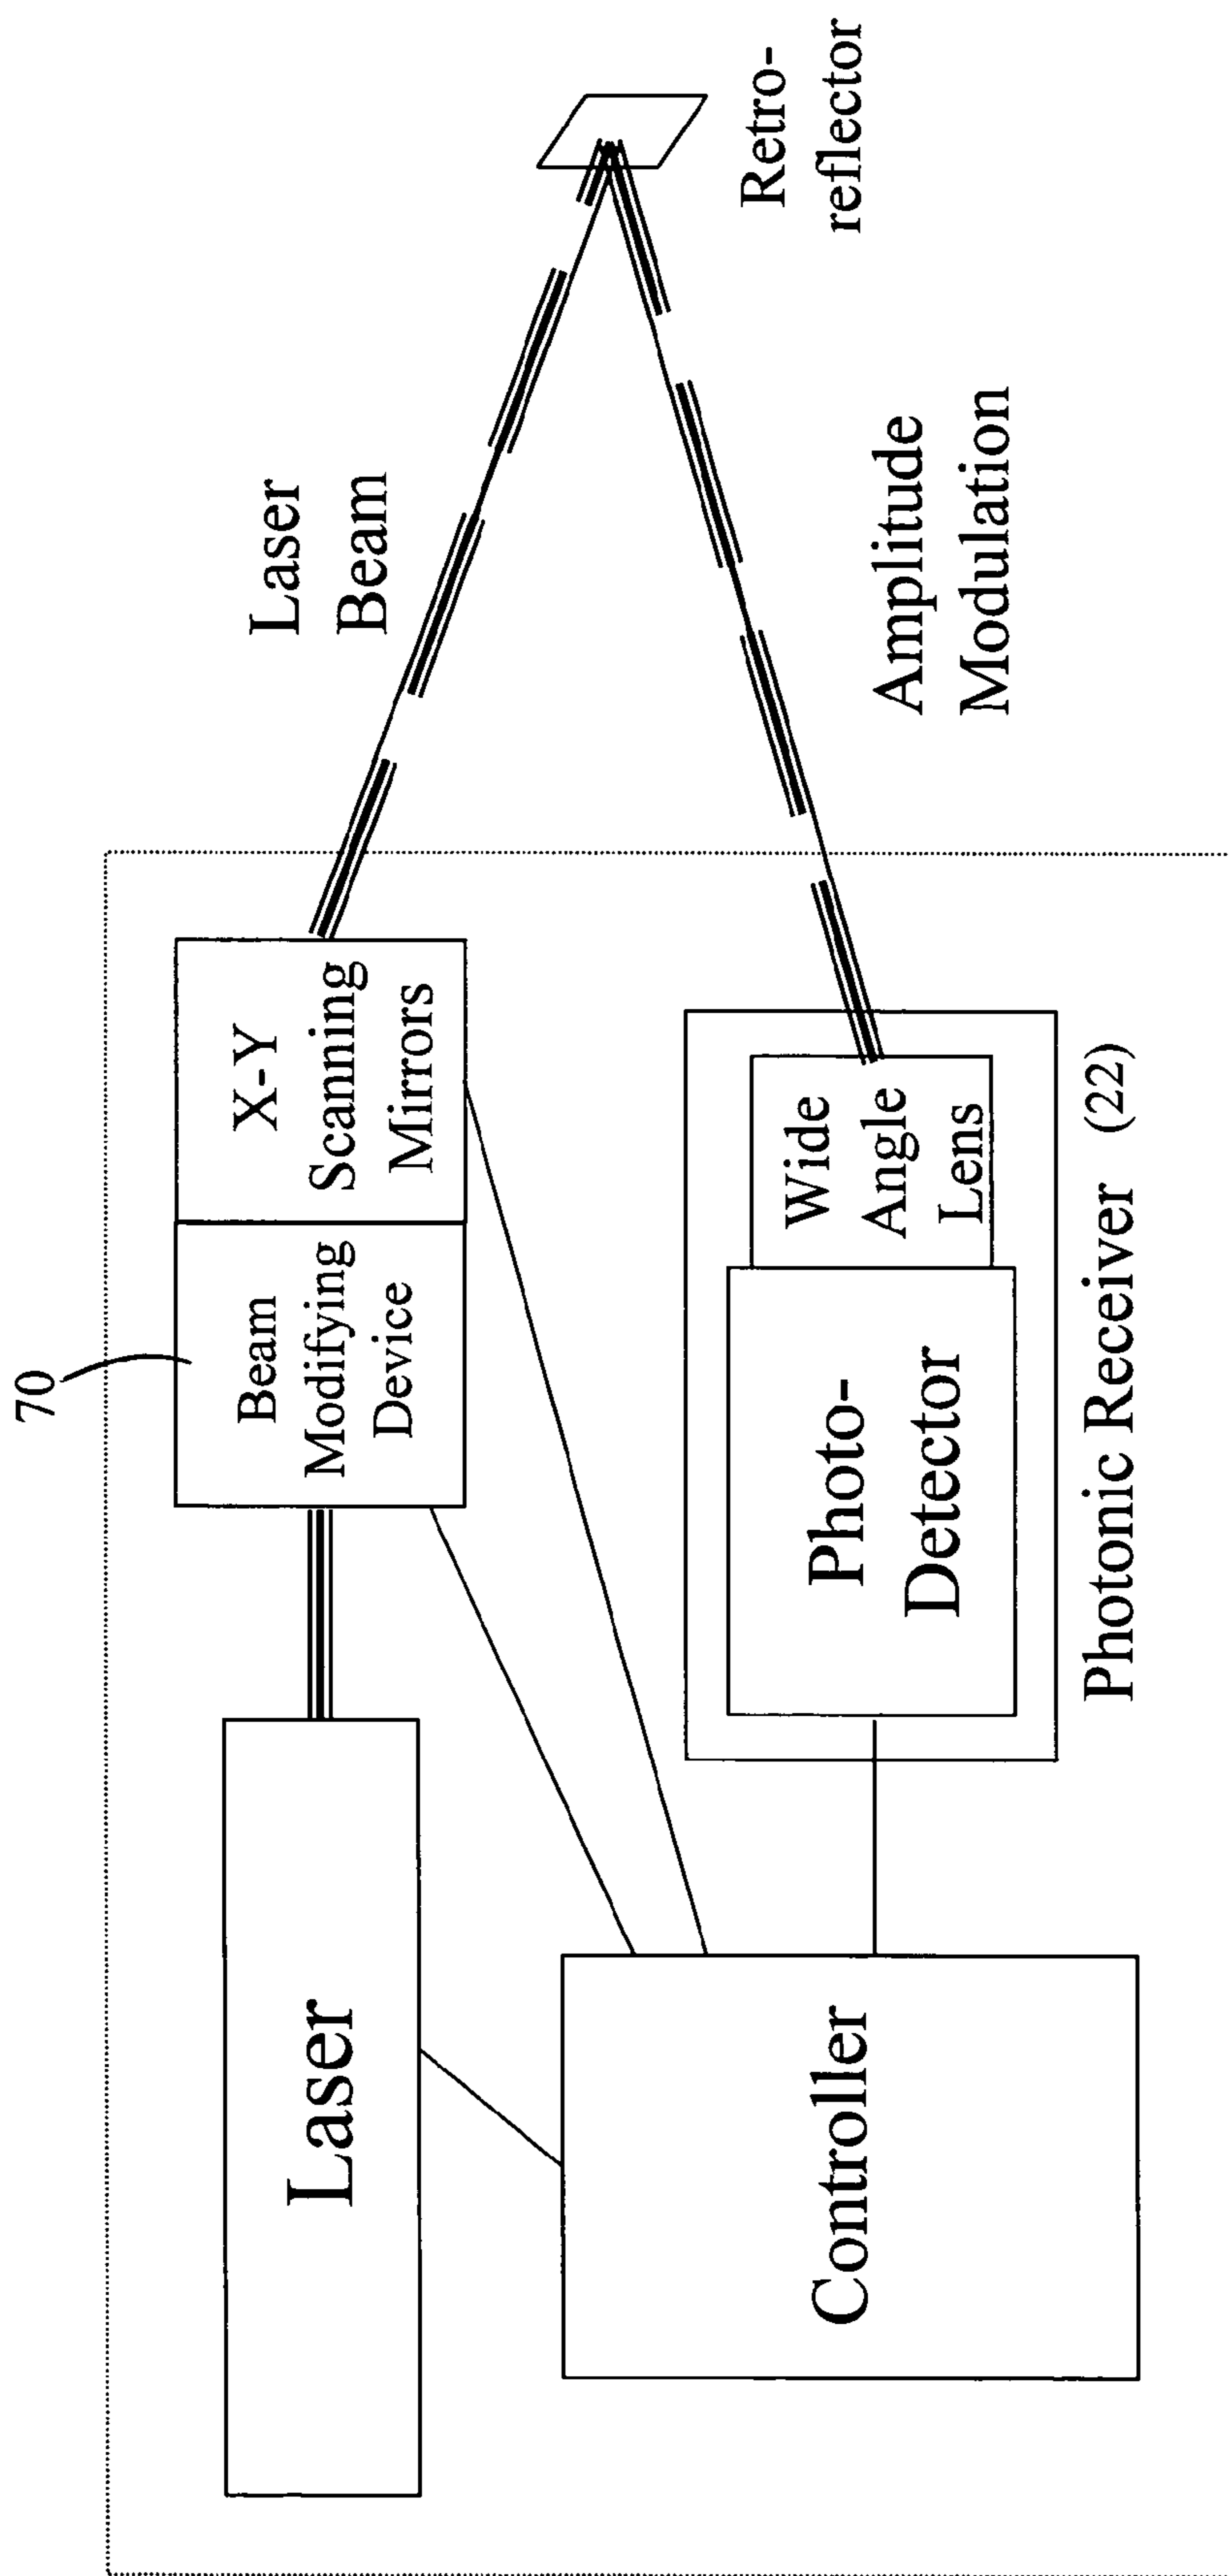 70
Laser
Beam
Modifying
Device
X-Y
Scanning
Mirrors
Laser
Beam
Retro-
reflector
Amplitude
Modulation
Controller
Photo-
Detector
Wide
Angle
Lens
Photonic Receiver (22)